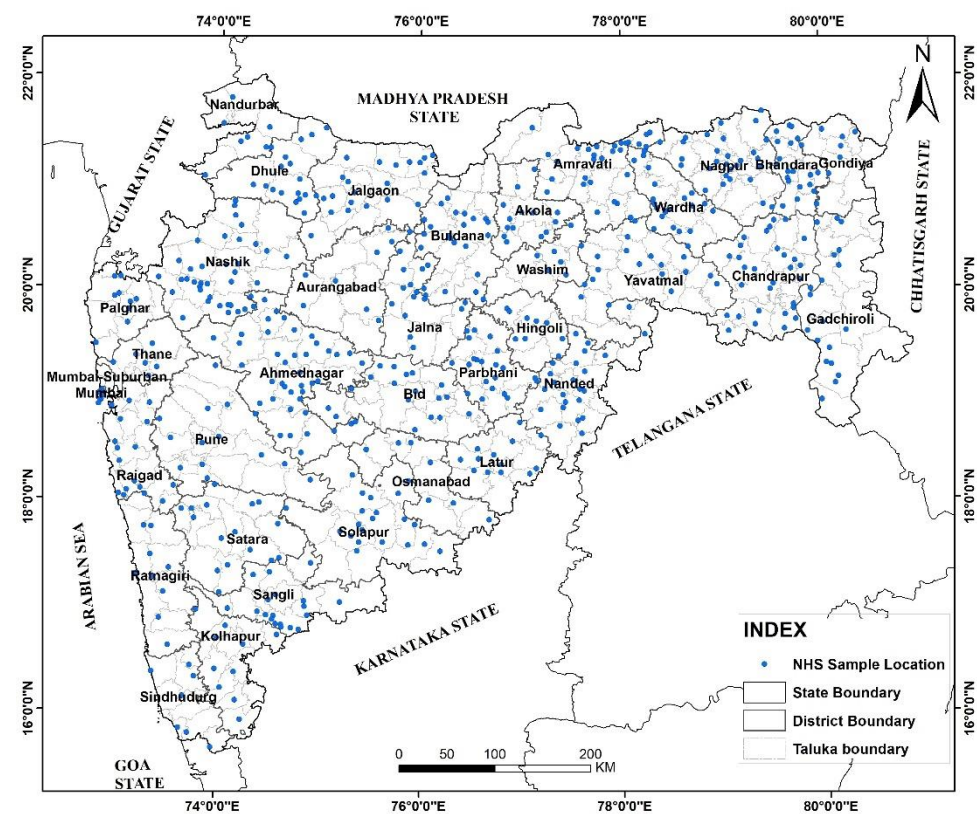 74°0'0"E 76°0'0"E 78°0'0"E 80°0'0"E
22°0'0"N
22°0'0"N
N
Nandurbar
MADHYA PRADESH
STATE
GUJARAT STATE
CHHATISGARH STATE
Dhule
Jalgaon
Amravati
Nagpur
Bhandara
Gondiya
Buldana
Akola
Wardha
Nashik
Aurangabad
Washim
Yavatmal
Chandrapur
20°0'0"N
20°0'0"N
Palghar
Jalna
Hingoli
Gadchiroli
Thane
Mumbai-Suburban
Mumbai
Ahmednagar
Bid
Parbhani
Nanded
TELANGANA STATE
Pune
Raigad
Latur
Osmanabad
18°0'0"N
18°0'0"N
Satara
Solapur
ARABIAN SEA
Ratnagiri
Sangli
Kolhapur
KARNATAKA STATE
Sindhudurg
16°0'0"N
16°0'0"N
INDEX
NHS Sample Location
State Boundary
District Boundary
Taluka boundary
GOA
STATE
0 50 100 200
KM
74°0'0"E 76°0'0"E 78°0'0"E 80°0'0"E